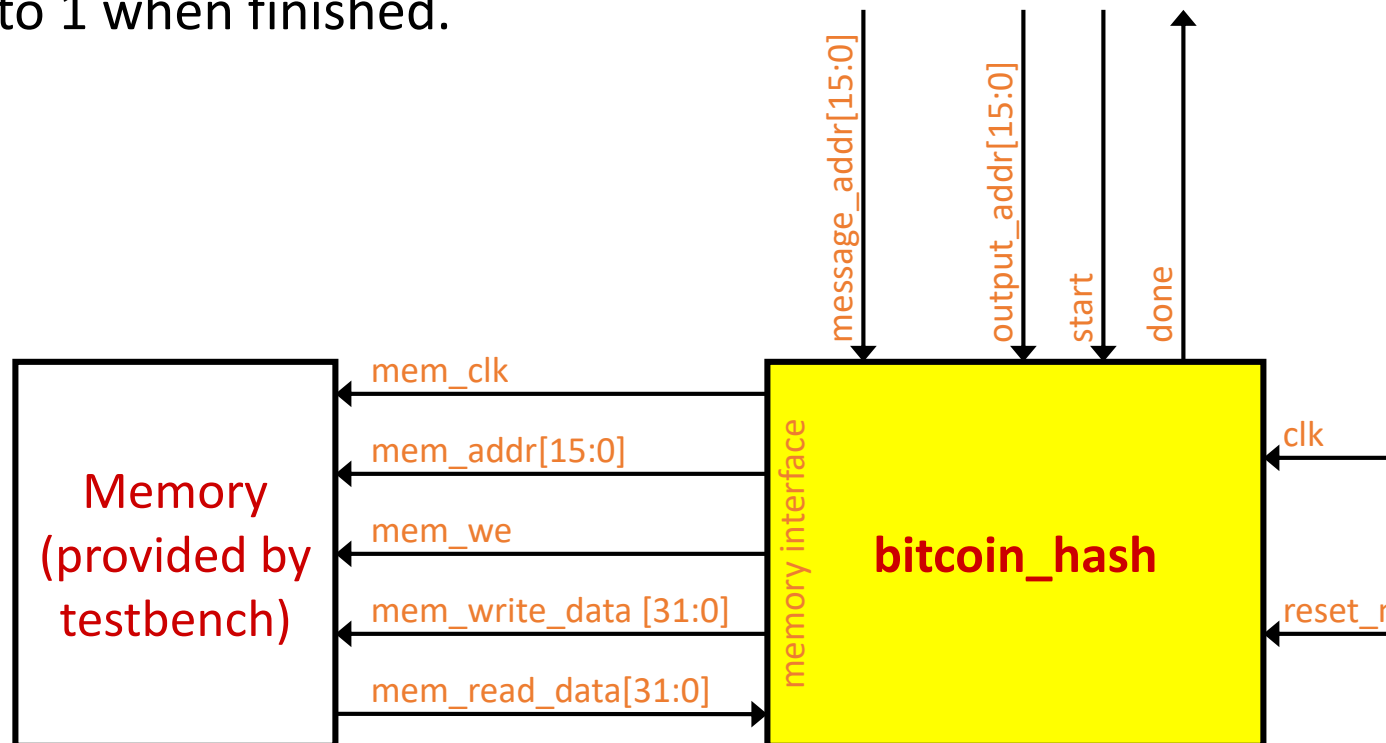 to 1 when finished.
message_addr[15:0]
output_addr[15:0]
start
done
mem_clk
mem_addr[15:0]
mem_we
mem_write_data [31:0]
mem_read_data[31:0]
Memory
(provided by
testbench)
memory interface
bitcoin_hash
clk
reset_n